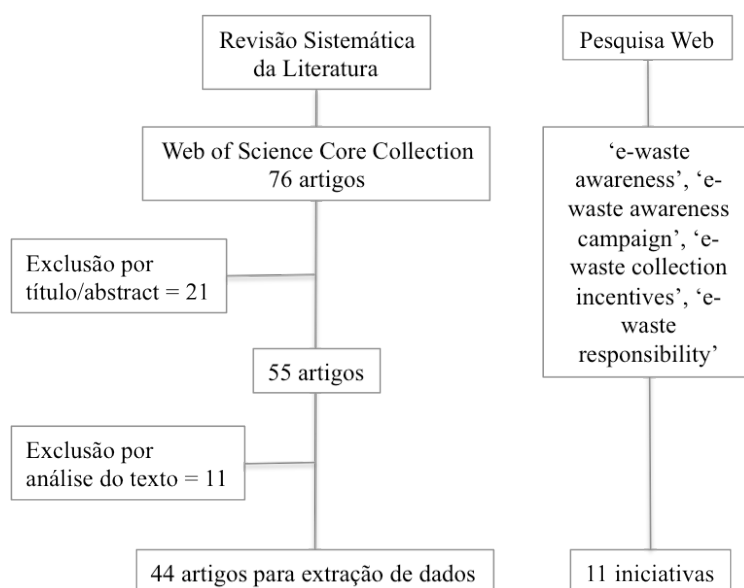 Revisão Sistemática
da Literatura
Web of Science Core Collection
76 artigos
Exclusão por
título/abstract = 21
55 artigos
Exclusão por
análise do texto = 11
44 artigos para extração de dados
Pesquisa Web
‘e-waste
awareness’, ‘e-
waste awareness
campaign’, ‘e-
waste collection
incentives’, ‘e-
waste
responsibility’
11 iniciativas